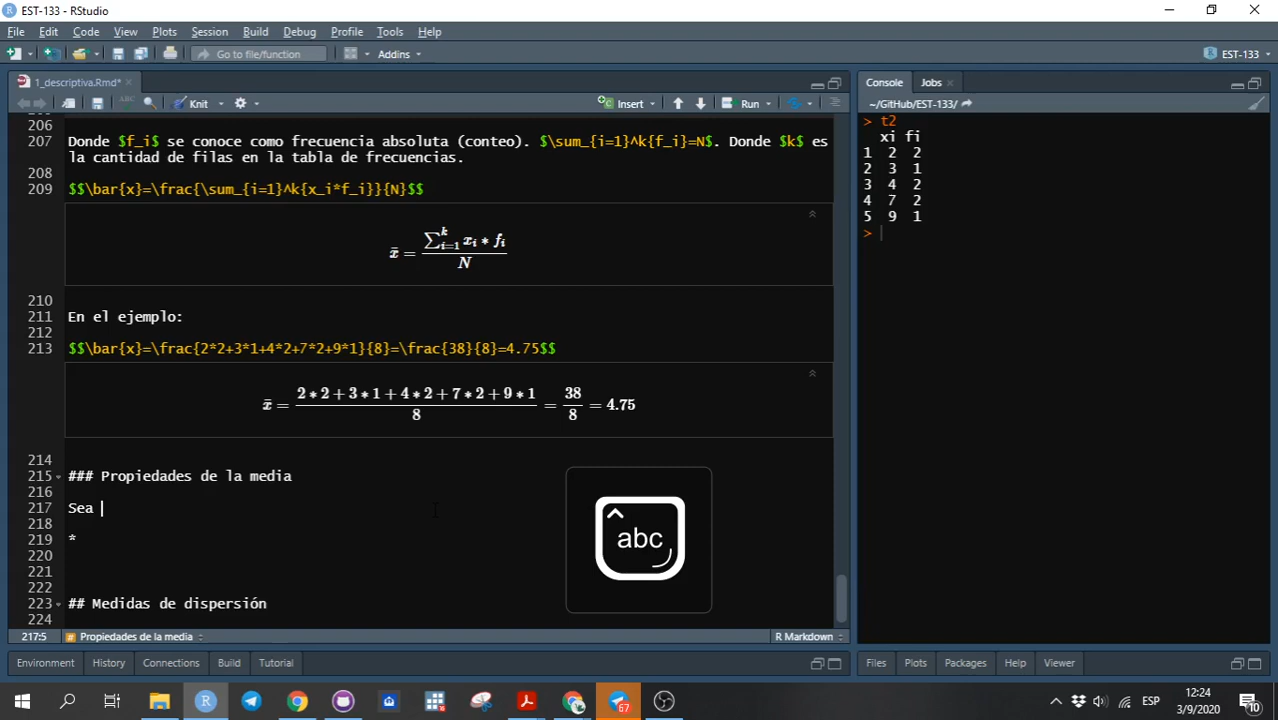 EST-133 - RStudio
File Edit Code View Plots Session Build Debug Profile Tools Help
Go to file/function Addins EST-133
1_descriptiva.Rmd*
ABC Knit Insert Run
206
207 Donde $f_i$ se conoce como frecuencia absoluta (conteo). $\sum_{i=1}^k{f_i}=N$. Donde $k$ es
la cantidad de filas en la tabla de frecuencias.
208
209 $$\bar{x}=\frac{\sum_{i=1}^k{x_i*f_i}}{N}$$
x̄ = ∑ᵏᵢ₌₁ xᵢ * fᵢ
N
210
211 En el ejemplo:
212
213 $$\bar{x}=\frac{2*2+3*1+4*2+7*2+9*1}{8}=\frac{38}{8}=4.75$$
x̄ = 2 * 2 + 3 * 1 + 4 * 2 + 7 * 2 + 9 * 1 = 38 = 4.75
8 8
214
215 ### Propiedades de la media
216
217 Sea
218
219 *
220
221
222
223 ## Medidas de dispersión
224
abc
217:5 # Propiedades de la media R Markdown
Console Jobs
~/GitHub/EST-133/
> t2
xi fi
1 2 2
2 3 1
3 4 2
4 7 2
5 9 1
>
Environment History Connections Build Tutorial
Files Plots Packages Help Viewer
67
ESP
12:24
3/9/2020
10